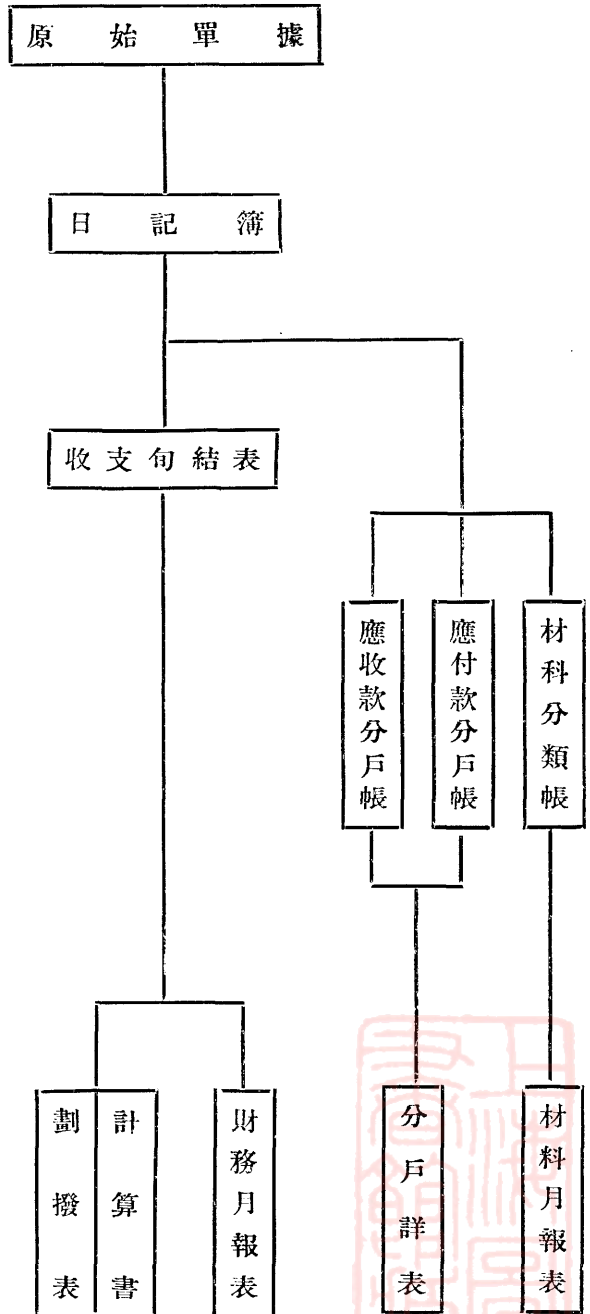 原始單據
日記簿
收支旬結表
應收款分戶帳
應付款分戶帳
材料分類帳
劃撥表
計算書
財務月報表
分戶詳表
材料月報表